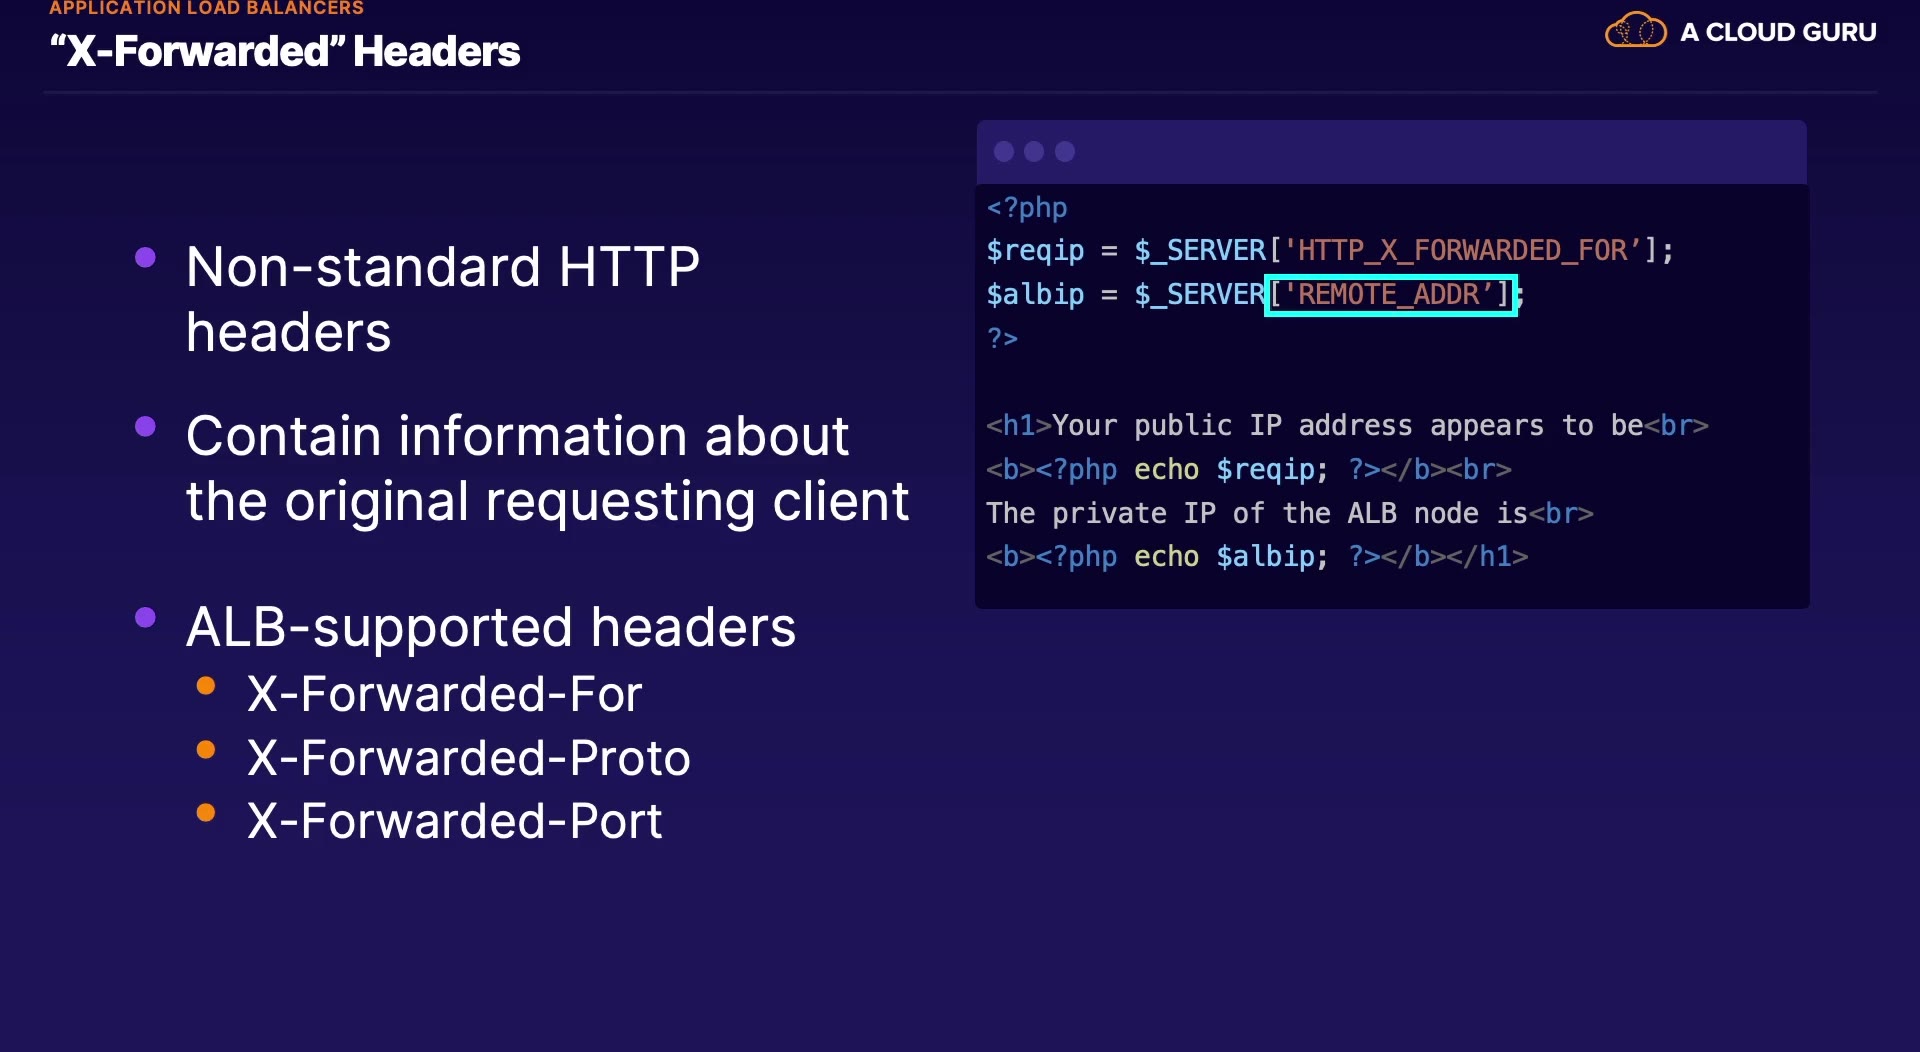 APPLICATION LOAD BALANCERS
“X-Forwarded” Headers
A CLOUD GURU
Non-standard HTTP
headers
Contain information about
the original requesting client
ALB-supported headers
X-Forwarded-For
X-Forwarded-Proto
X-Forwarded-Port
<?php
$reqip = $_SERVER['HTTP_X_FORWARDED_FOR’];
$albip = $_SERVER['REMOTE_ADDR’];
?>
<h1>Your public IP address appears to be<br>
<b><?php echo $reqip; ?></b><br>
The private IP of the ALB node is<br>
<b><?php echo $albip; ?></b></h1>